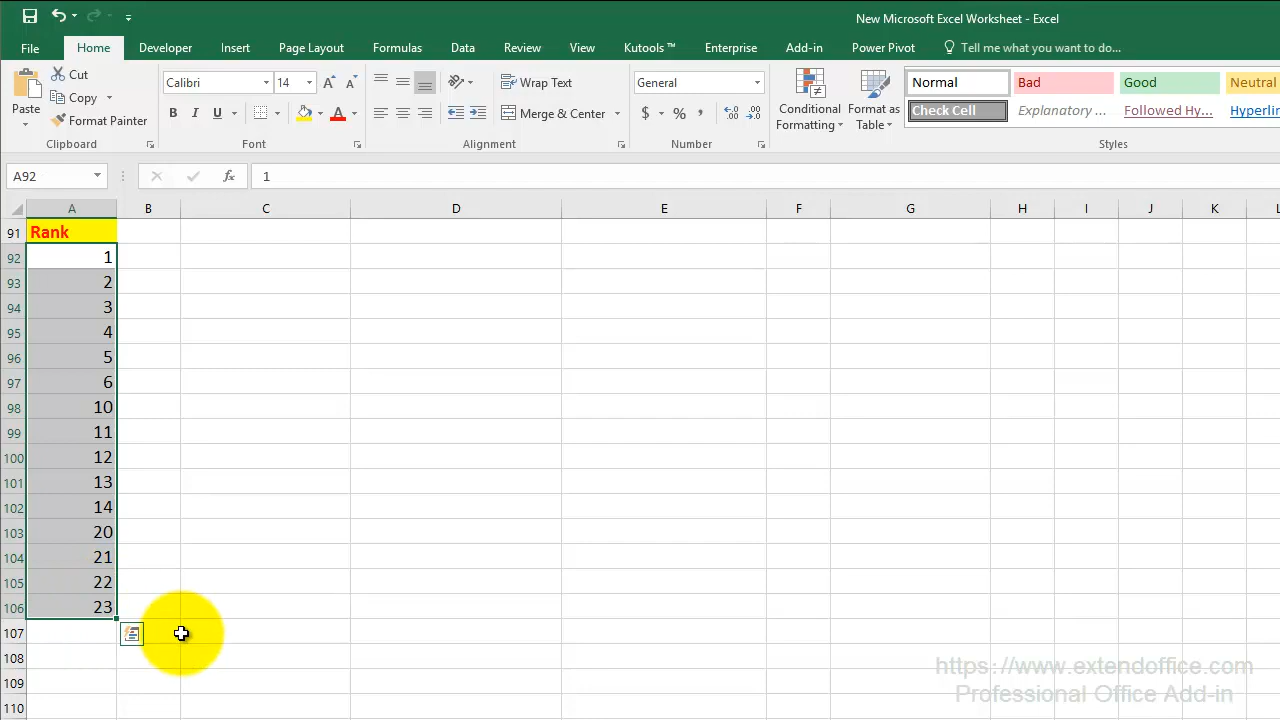 New Microsoft Excel Worksheet - Excel
File Home Developer Insert Page Layout Formulas Data Review View Kutools ™ Enterprise Add-in Power Pivot Tell me what you want to do...
Cut
Copy
Format Painter
Paste
Clipboard
Calibri 14 A A
B I U A
Font
Wrap Text
Merge & Center
Alignment
General
$ % , .0 .00
Number
Conditional Formatting
Format as Table
Normal Bad Good Neutral
Check Cell Explanatory ... Followed Hy... Hyperlin
Styles
A92 fx 1
A B C D E F G H I J K L
91 Rank
92 1
93 2
94 3
95 4
96 5
97 6
98 10
99 11
100 12
101 13
102 14
103 20
104 21
105 22
106 23
107
108
109
110
https://www.extendoffice.com
Professional Office Add-in